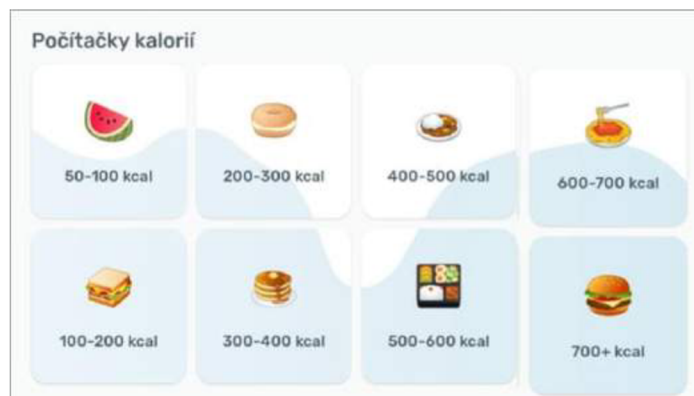 Počítačky kalorií
50-100 kcal
200-300 kcal
400-500 kcal
600-700 kcal
100-200 kcal
300-400 kcal
500-600 kcal
700+ kcal